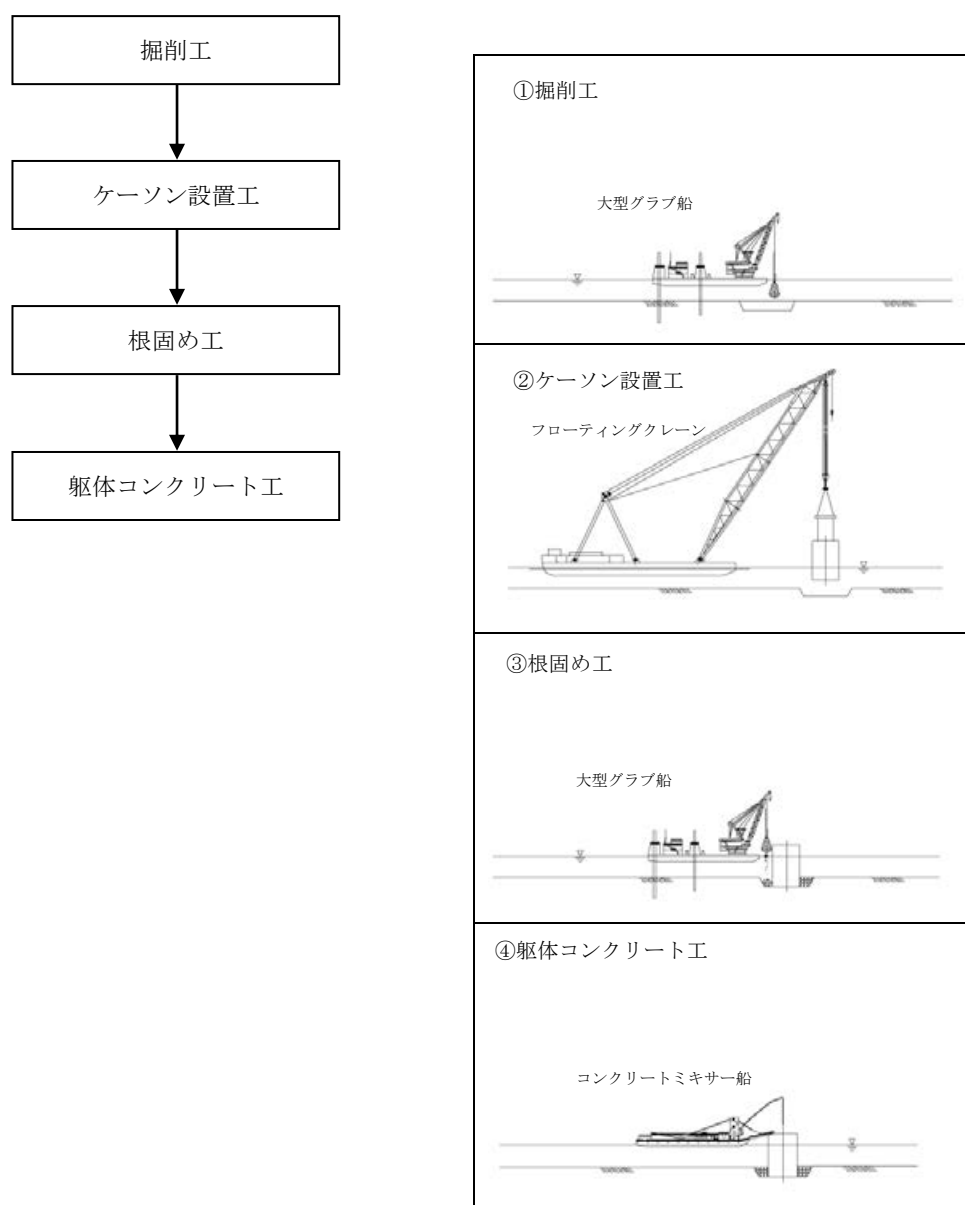 掘削工
ケーソン設置工
根固め工
躯体コンクリート工
①掘削工
大型グラブ船
②ケーソン設置工
フローティングクレーン
③根固め工
大型グラブ船
④躯体コンクリート工
コンクリートミキサー船